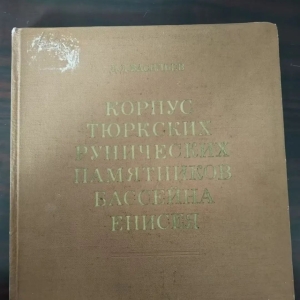 КОРПУС
ТЮРКСКИХ
РУНИЧЕСКИХ
ПАМЯТНИКОВ
БАССЕЙНА
ЕНИСЕЯ